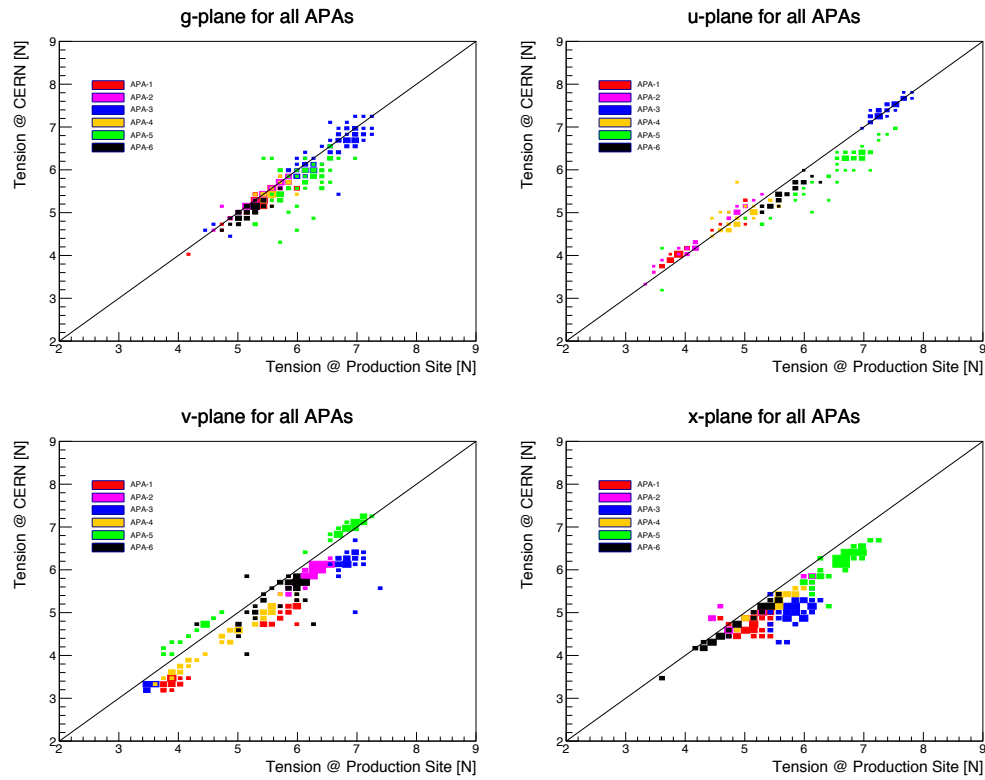 g-plane for all APAs
Tension @ CERN [N]
9
8
7
6
5
4
3
2
APA-1
APA-2
APA-3
APA-4
APA-5
APA-6
2 3 4 5 6 7 8 9
Tension @ Production Site [N]
u-plane for all APAs
Tension @ CERN [N]
9
8
7
6
5
4
3
2
APA-1
APA-2
APA-3
APA-4
APA-5
APA-6
2 3 4 5 6 7 8 9
Tension @ Production Site [N]
v-plane for all APAs
Tension @ CERN [N]
9
8
7
6
5
4
3
2
APA-1
APA-2
APA-3
APA-4
APA-5
APA-6
2 3 4 5 6 7 8 9
Tension @ Production Site [N]
x-plane for all APAs
Tension @ CERN [N]
9
8
7
6
5
4
3
2
APA-1
APA-2
APA-3
APA-4
APA-5
APA-6
2 3 4 5 6 7 8 9
Tension @ Production Site [N]